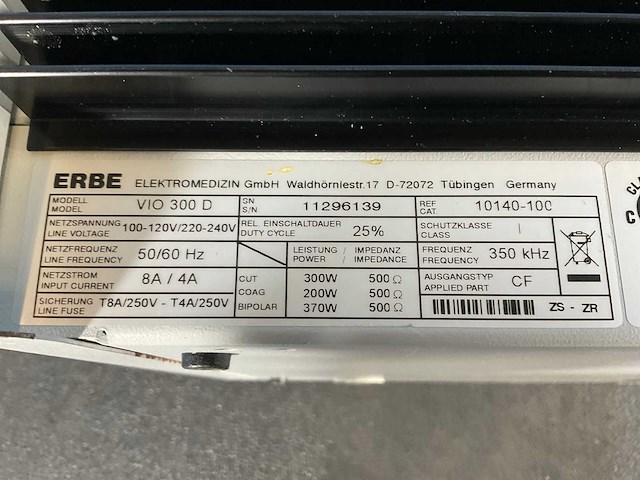 ERBE ELEKTROMEDIZIN GmbH Waldhörnlestr.17 D-72072 Tübingen Germany
MODELL
MODEL VIO 300 D
SN
S/N 11296139
REF
CAT. 10140-100
NETZSPANNUNG
LINE VOLTAGE 100-120V/220-240V
REL. EINSCHALTDAUER
DUTY CYCLE 25%
SCHUTZKLASSE
CLASS I
NETZFREQUENZ
LINE FREQUENCY 50/60 Hz
LEISTUNG / IMPEDANZ
POWER / IMPEDANCE
FREQUENZ
FREQUENCY 350 kHz
NETZSTROM
INPUT CURRENT 8A / 4A
CUT 300W 500 Ω
COAG 200W 500 Ω
BIPOLAR 370W 500 Ω
AUSGANGSTYP
APPLIED PART CF
SICHERUNG
LINE FUSE T8A/250V - T4A/250V
ZS - ZR